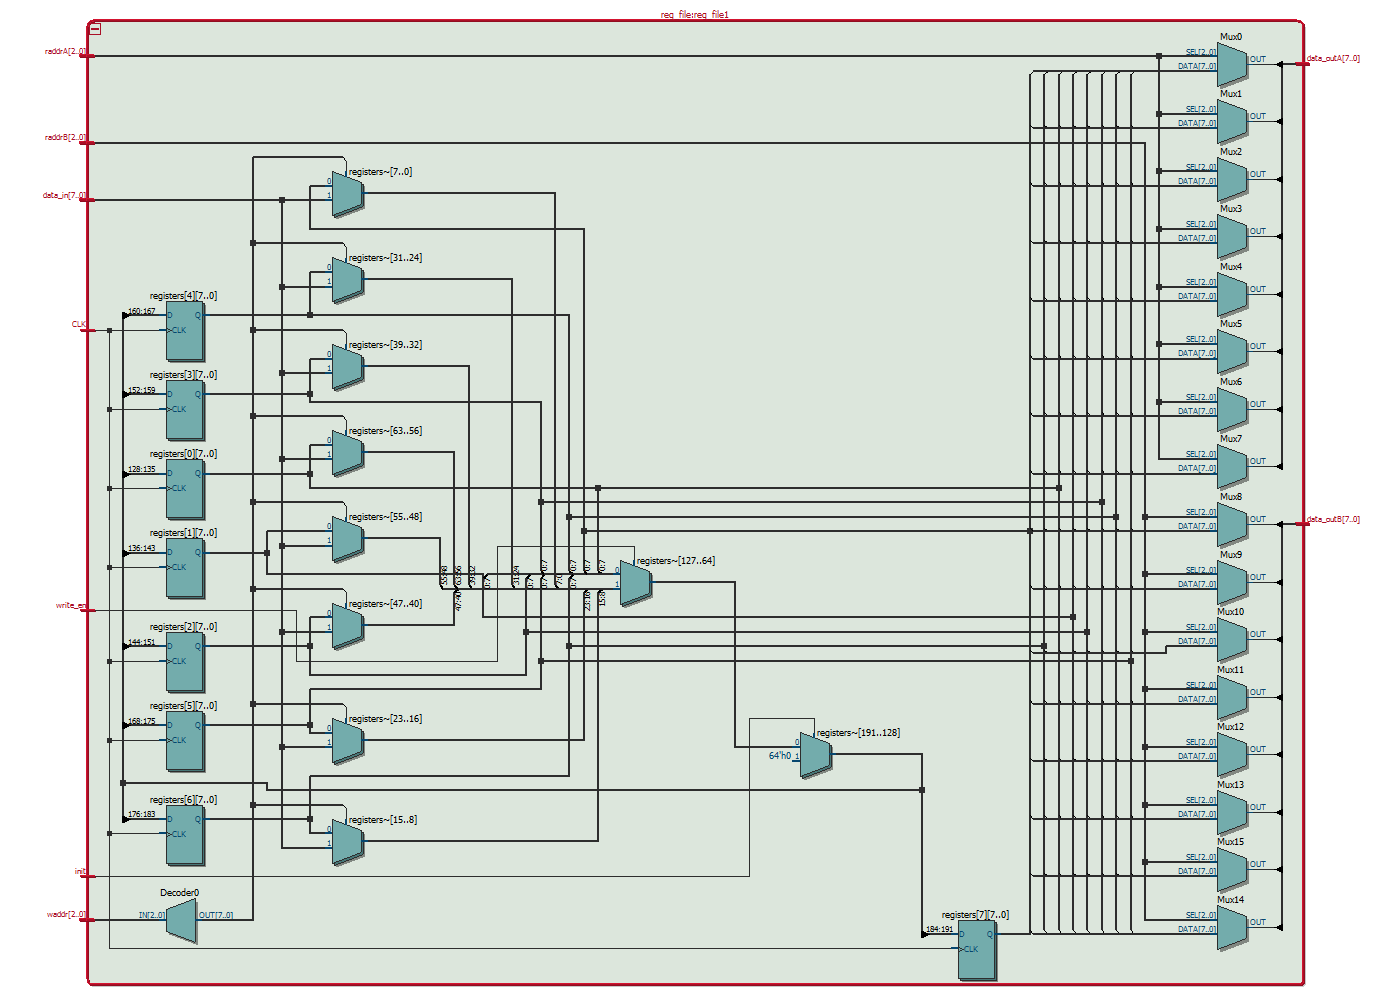 reg_file:reg_file1
raddrA[2..0]
raddrB[2..0]
data_in[7..0]
CLK
write_en
init
waddr[2..0]
data_outA[7..0]
data_outB[7..0]
registers[4][7..0]
160:167
D
Q
CLK
registers[3][7..0]
152:159
D
Q
CLK
registers[0][7..0]
128:135
D
Q
CLK
registers[1][7..0]
136:143
D
Q
CLK
registers[2][7..0]
144:151
D
Q
CLK
registers[5][7..0]
168:175
D
Q
CLK
registers[6][7..0]
176:183
D
Q
CLK
Decoder0
IN[2..0]
OUT[7..0]
registers~[7..0]
0
1
registers~[31..24]
0
1
registers~[39..32]
0
1
registers~[63..56]
0
1
registers~[55..48]
0
1
registers~[47..40]
0
1
registers~[23..16]
0
1
registers~[15..8]
0
1
55:48
63:56
47:40
39:32
0:7
31:24
0:7
0:7
0:7
7:0
0:7
0:7
0:7
23:16
15:8
registers~[127..64]
0
1
registers~[191..128]
0
64'h0
1
registers[7][7..0]
184:191
D
Q
CLK
Mux0
SEL[2..0]
DATA[7..0]
OUT
Mux1
SEL[2..0]
DATA[7..0]
OUT
Mux2
SEL[2..0]
DATA[7..0]
OUT
Mux3
SEL[2..0]
DATA[7..0]
OUT
Mux4
SEL[2..0]
DATA[7..0]
OUT
Mux5
SEL[2..0]
DATA[7..0]
OUT
Mux6
SEL[2..0]
DATA[7..0]
OUT
Mux7
SEL[2..0]
DATA[7..0]
OUT
Mux8
SEL[2..0]
DATA[7..0]
OUT
Mux9
SEL[2..0]
DATA[7..0]
OUT
Mux10
SEL[2..0]
DATA[7..0]
OUT
Mux11
SEL[2..0]
DATA[7..0]
OUT
Mux12
SEL[2..0]
DATA[7..0]
OUT
Mux13
SEL[2..0]
DATA[7..0]
OUT
Mux15
SEL[2..0]
DATA[7..0]
OUT
Mux14
SEL[2..0]
DATA[7..0]
OUT